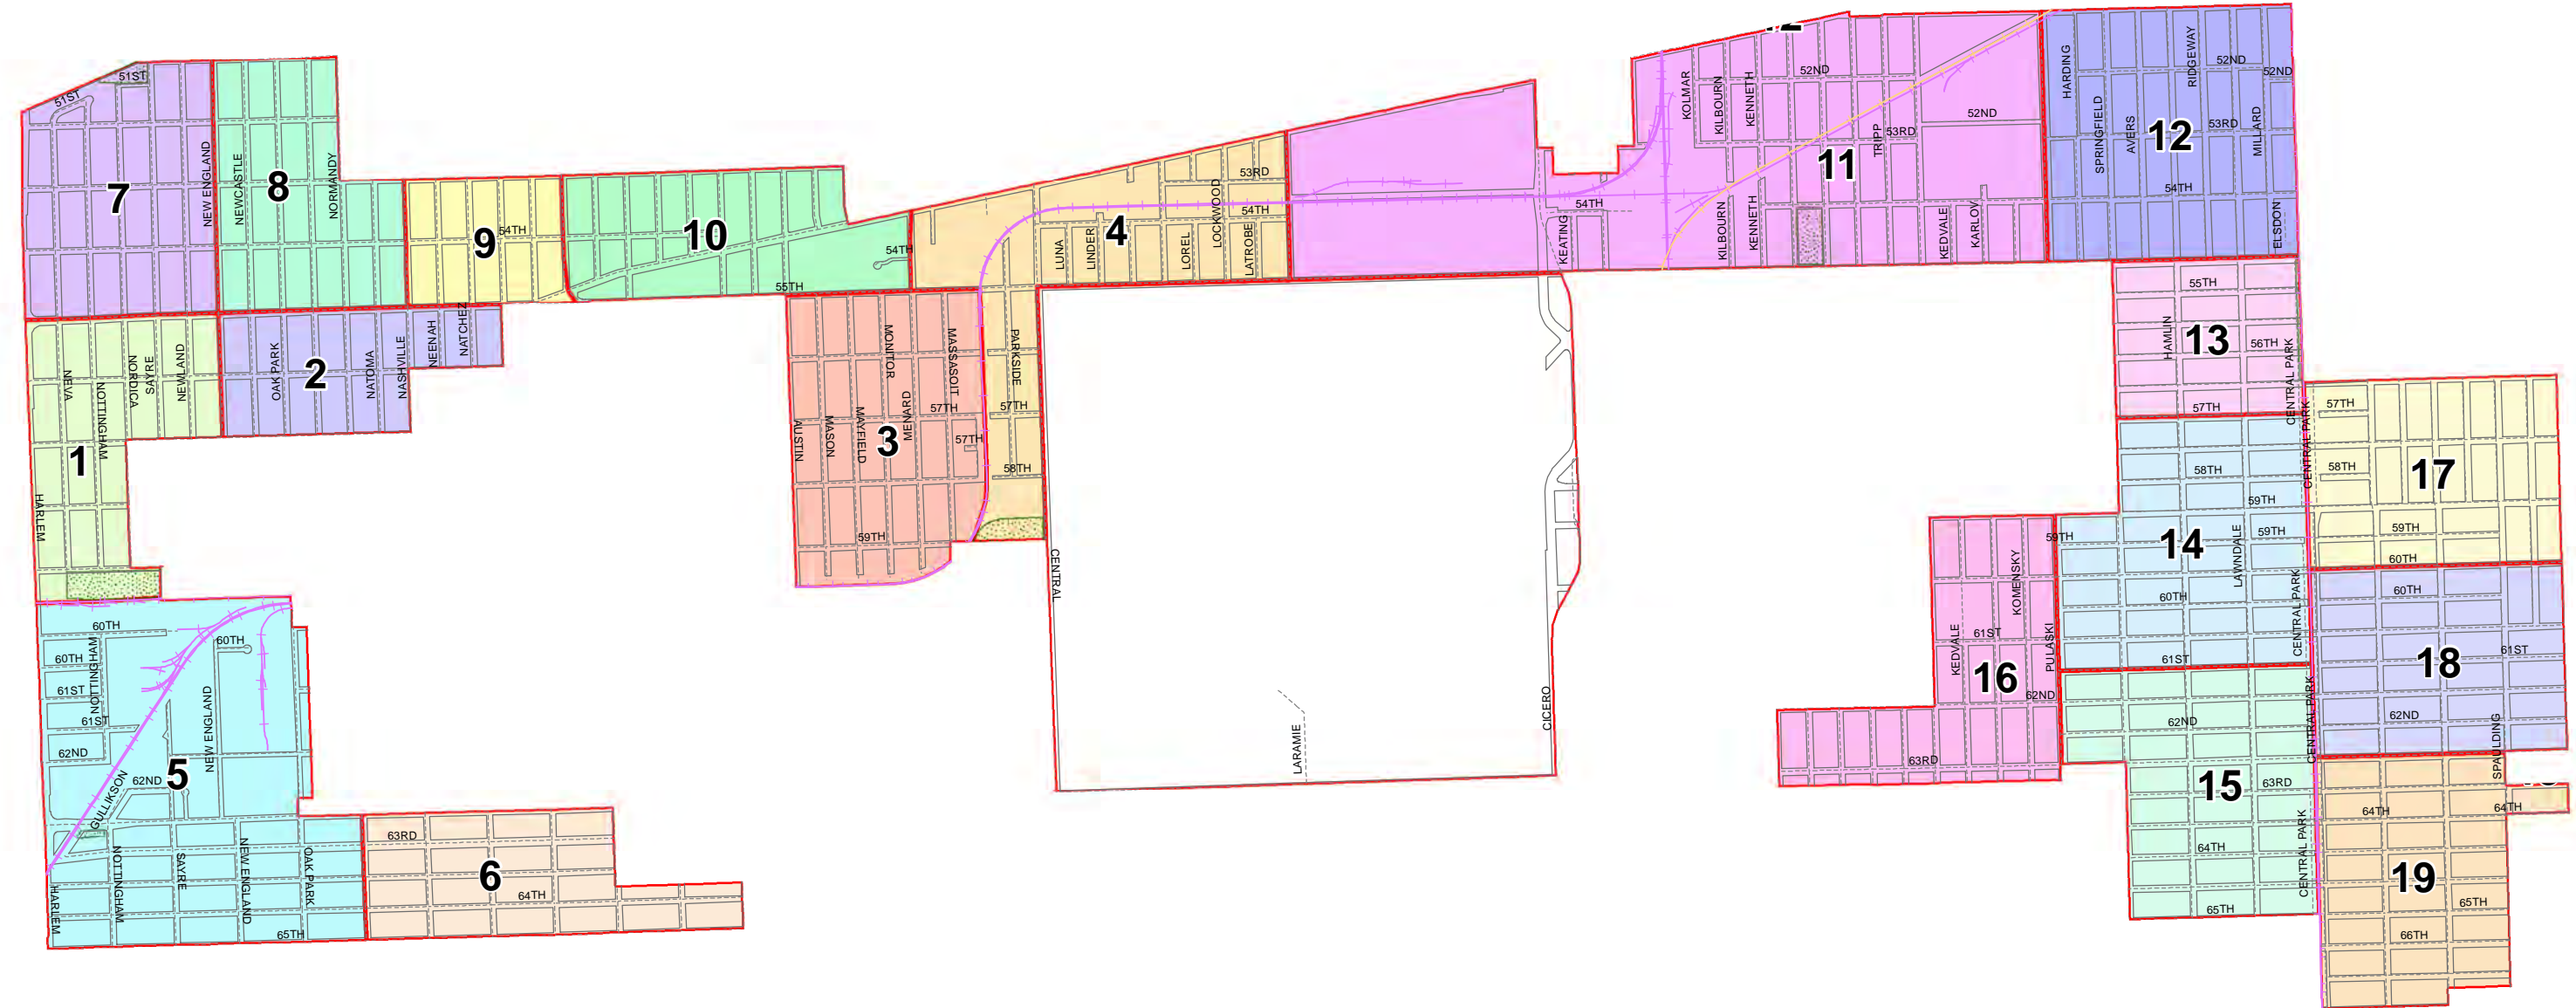 51ST
51ST
7
NEW ENGLAND
NEWCASTLE
8
NORMANDY
9
54TH
10
54TH
55TH
53RD
54TH
4
LUNA
LINDER
LOREL
LOCKWOOD
LATROBE
KEATING
54TH
KOLMAR
KILBOURN
KENNETH
52ND
TRIPP
53RD
52ND
11
KILBOURN
KENNETH
KEDVALE
KARLOV
HARDING
SPRINGFIELD
AVERS
RIDGEWAY
52ND
52ND
53RD
MILLARD
12
54TH
ELSDON
NEVA
NOTTINGHAM
NORDICA
SAYRE
NEWLAND
1
HARLEM
OAK PARK
2
NATOMA
NASHVILLE
NEENAH
NATCHEZ
AUSTIN
MASON
MAYFIELD
MONITOR
MENARD
MASSASOIT
57TH
57TH
3
59TH
PARKSIDE
57TH
58TH
CENTRAL
LARAMIE
CICERO
55TH
HAMLIN
13
56TH
CENTRAL PARK
57TH
58TH
59TH
59TH
59TH
14
LAWNDALE
60TH
CENTRAL PARK
61ST
CENTRAL PARK
57TH
58TH
17
59TH
60TH
KOMENSKY
61ST
KEDVALE
PULASKI
16
62ND
63RD
60TH
61ST
18
62ND
SPAULDING
CENTRAL PARK
62ND
63RD
15
64TH
CENTRAL PARK
65TH
64TH
64TH
19
65TH
66TH
60TH
60TH
60TH
NOTTINGHAM
61ST
61ST
62ND
62ND
NEW ENGLAND
5
GULLIKSON
HARLEM
NOTTINGHAM
SAYRE
NEW ENGLAND
OAK PARK
65TH
63RD
6
64TH